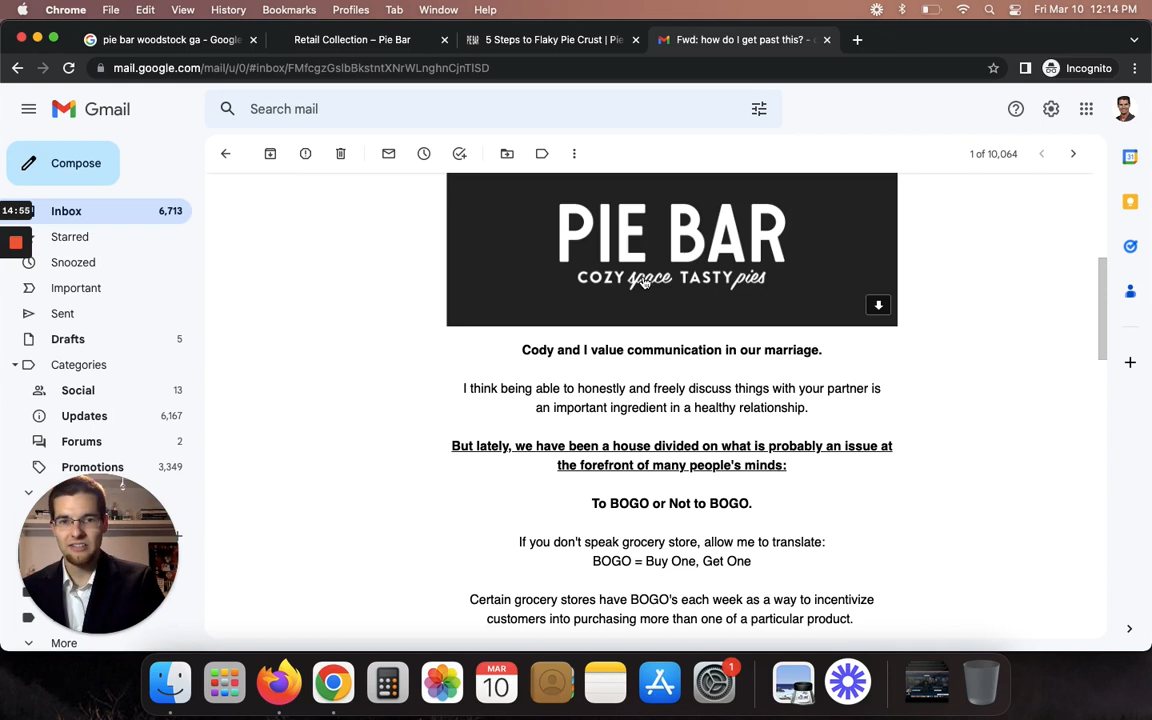 Chrome File Edit View History Bookmarks Profiles Tab Window Help Fri Mar 10 12:14 PM
pie bar woodstock ga - Google Retail Collection – Pie Bar 5 Steps to Flaky Pie Crust | Pie Fwd: how do I get past this? -
mail.google.com/mail/u/0/#inbox/FMfcgzGslbBkstntXNrWLnghnCjnTlSD Incognito
Gmail
Search mail
Compose
1 of 10,064
14:55
Inbox 6,713
Starred
Snoozed
Important
Sent
Drafts 5
Categories
Social 13
Updates 6,167
Forums 2
Promotions 3,349
More
PIE BAR
COZY space TASTY pies
Cody and I value communication in our marriage.
I think being able to honestly and freely discuss things with your partner is
an important ingredient in a healthy relationship.
But lately, we have been a house divided on what is probably an issue at
the forefront of many people's minds:
To BOGO or Not to BOGO.
If you don't speak grocery store, allow me to translate:
BOGO = Buy One, Get One
Certain grocery stores have BOGO's each week as a way to incentivize
customers into purchasing more than one of a particular product.
31
MAR
10
1